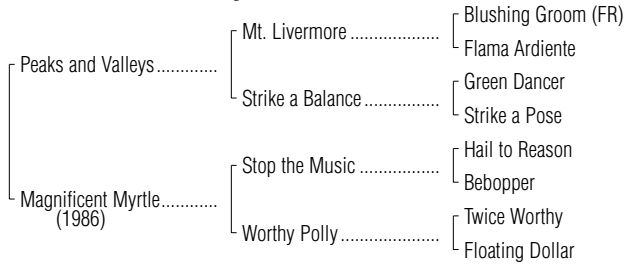 Blushing Groom (FR)
Mt. Livermore ..................
Flama Ardiente
Peaks and Valleys .............
Green Dancer
Strike a Balance .................
Strike a Pose
Hail to Reason
Stop the Music ..................
Bebopper
Magnificent Myrtle ............
(1986)
Twice Worthy
Worthy Polly .....................
Floating Dollar